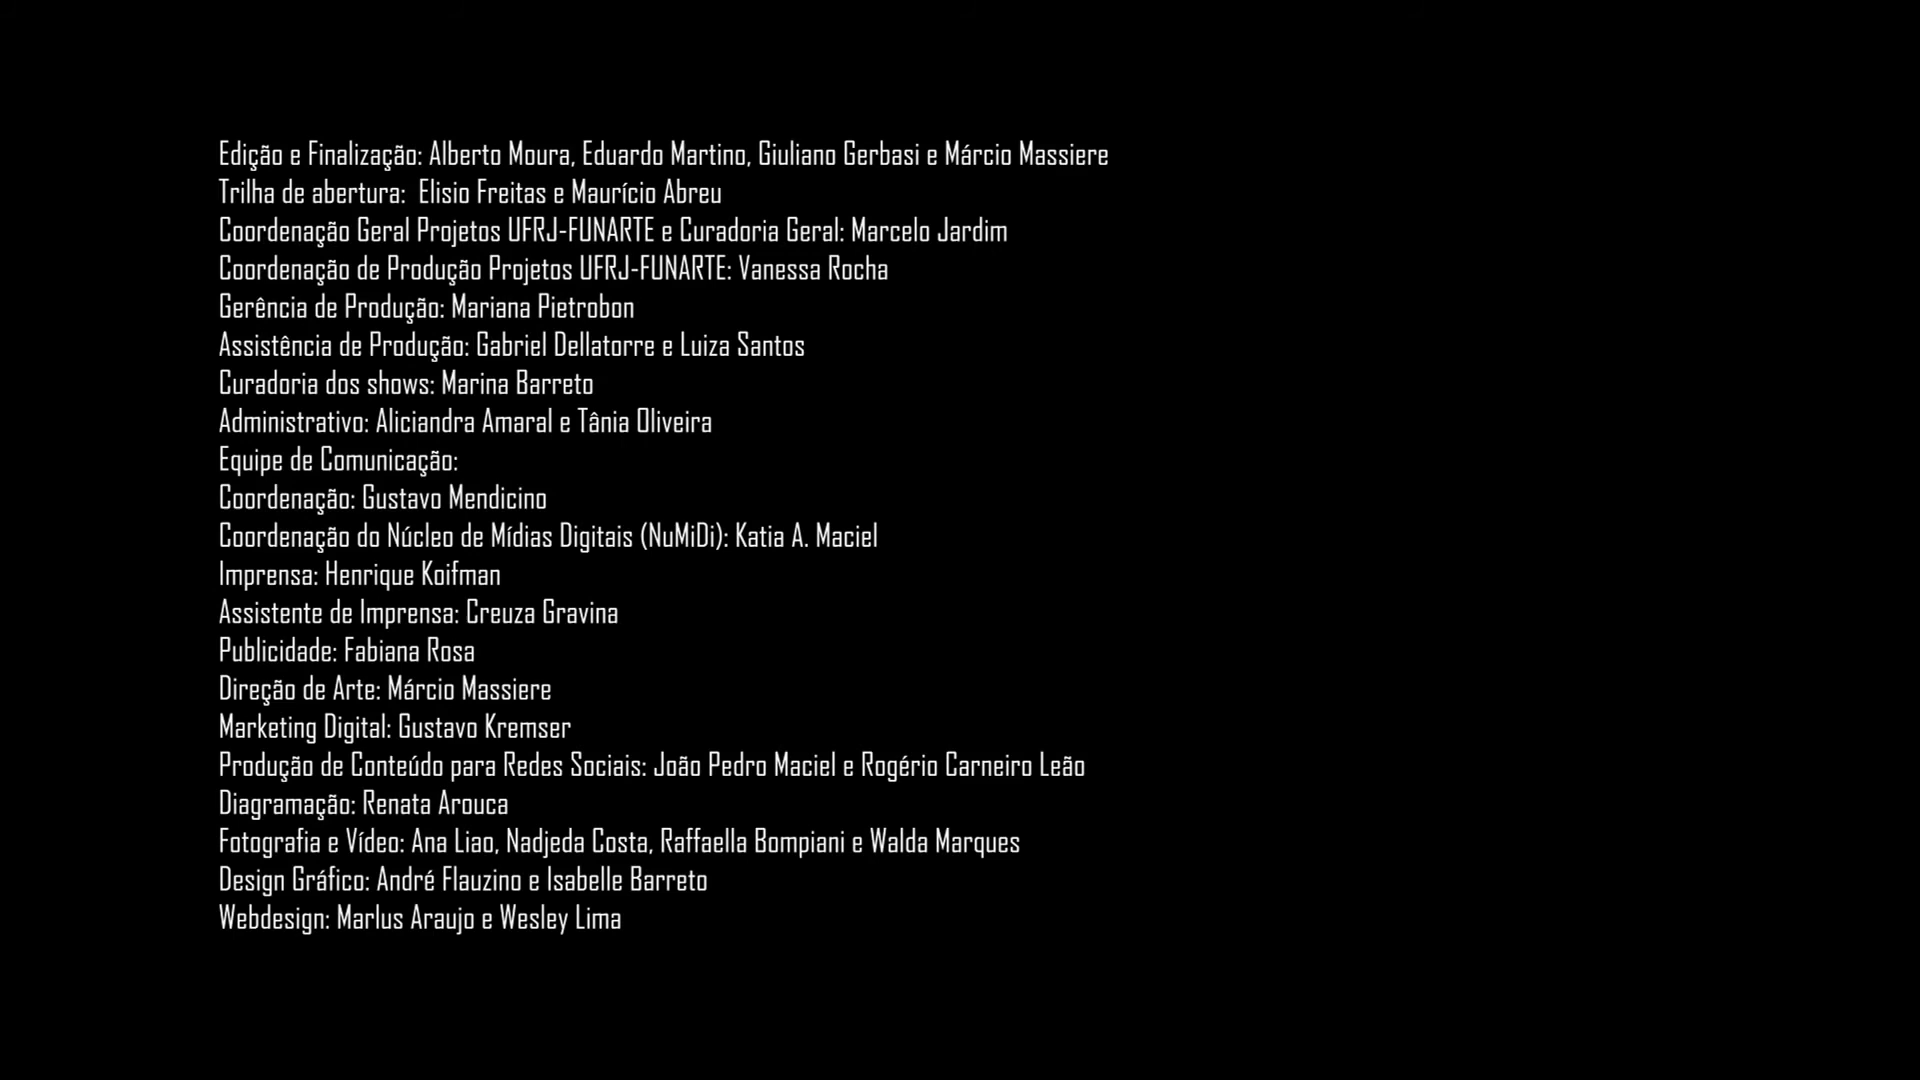 Edição e Finalização: Alberto Moura, Eduardo Martino, Giuliano Gerbasi e Márcio Massiere
Trilha de abertura:  Elisio Freitas e Maurício Abreu
Coordenação Geral Projetos UFRJ-FUNARTE e Curadoria Geral: Marcelo Jardim
Coordenação de Produção Projetos UFRJ-FUNARTE: Vanessa Rocha
Gerência de Produção: Mariana Pietrobon
Assistência de Produção: Gabriel Dellatorre e Luiza Santos
Curadoria dos shows: Marina Barreto
Administrativo: Aliciandra Amaral e Tânia Oliveira
Equipe de Comunicação:
Coordenação: Gustavo Mendicino
Coordenação do Núcleo de Mídias Digitais (NuMiDi): Katia A. Maciel
Imprensa: Henrique Koifman
Assistente de Imprensa: Creuza Gravina
Publicidade: Fabiana Rosa
Direção de Arte: Márcio Massiere
Marketing Digital: Gustavo Kremser
Produção de Conteúdo para Redes Sociais: João Pedro Maciel e Rogério Carneiro Leão
Diagramação: Renata Arouca
Fotografia e Vídeo: Ana Liao, Nadjeda Costa, Raffaella Bompiani e Walda Marques
Design Gráfico: André Flauzino e Isabelle Barreto
Webdesign: Marlus Araujo e Wesley Lima